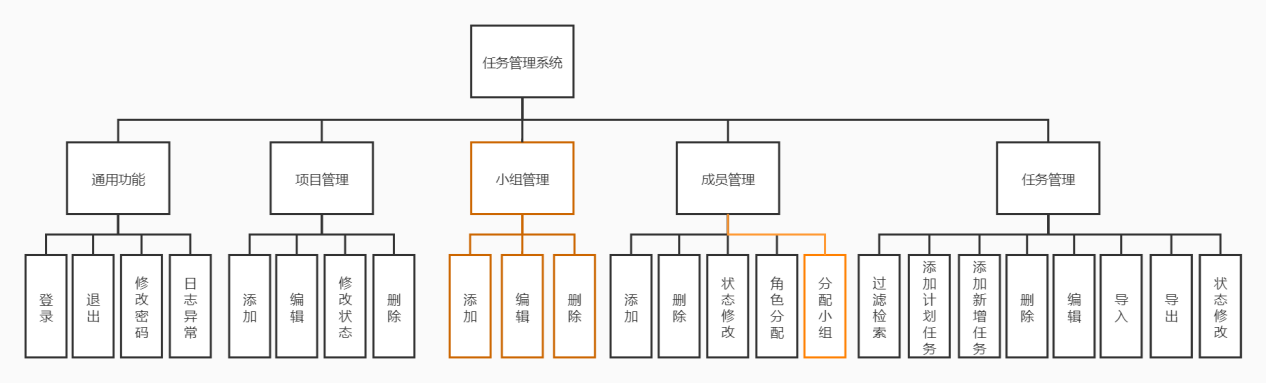 任务管理系统
通用功能
项目管理
小组管理
成员管理
任务管理
登录
退出
修改密码
日志异常
添加
编辑
修改状态
删除
添加
编辑
删除
添加
删除
状态修改
角色分配
分配小组
过滤检索
添加计划任务
添加新增任务
删除
编辑
导入
导出
状态修改